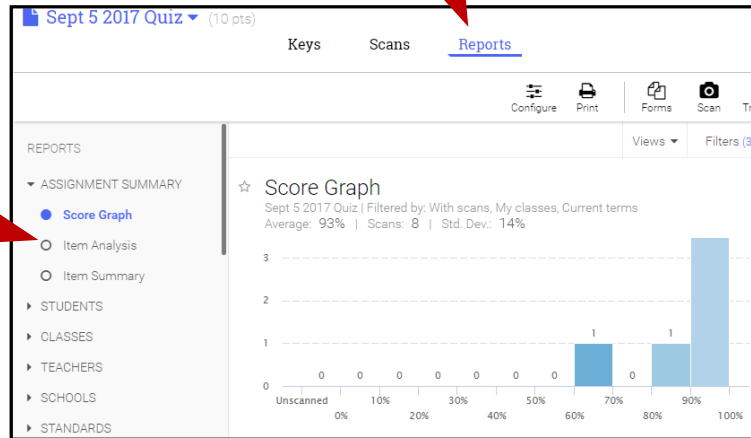 Sept 5 2017 Quiz (10 pts)
Keys Scans Reports
Configure Print Forms Scan
Views Filters (3
REPORTS
ASSIGNMENT SUMMARY
Score Graph
Item Analysis
Item Summary
STUDENTS
CLASSES
TEACHERS
SCHOOLS
STANDARDS
Score Graph
Sept 5 2017 Quiz | Filtered by: With scans, My classes, Current terms
Average: 93% | Scans: 8 | Std. Dev.: 14%
3
2
1
0
0 0 0 0 0 0 0 1 0 1
Unscanned 10% 30% 50% 70% 90%
0% 20% 40% 60% 80% 100%